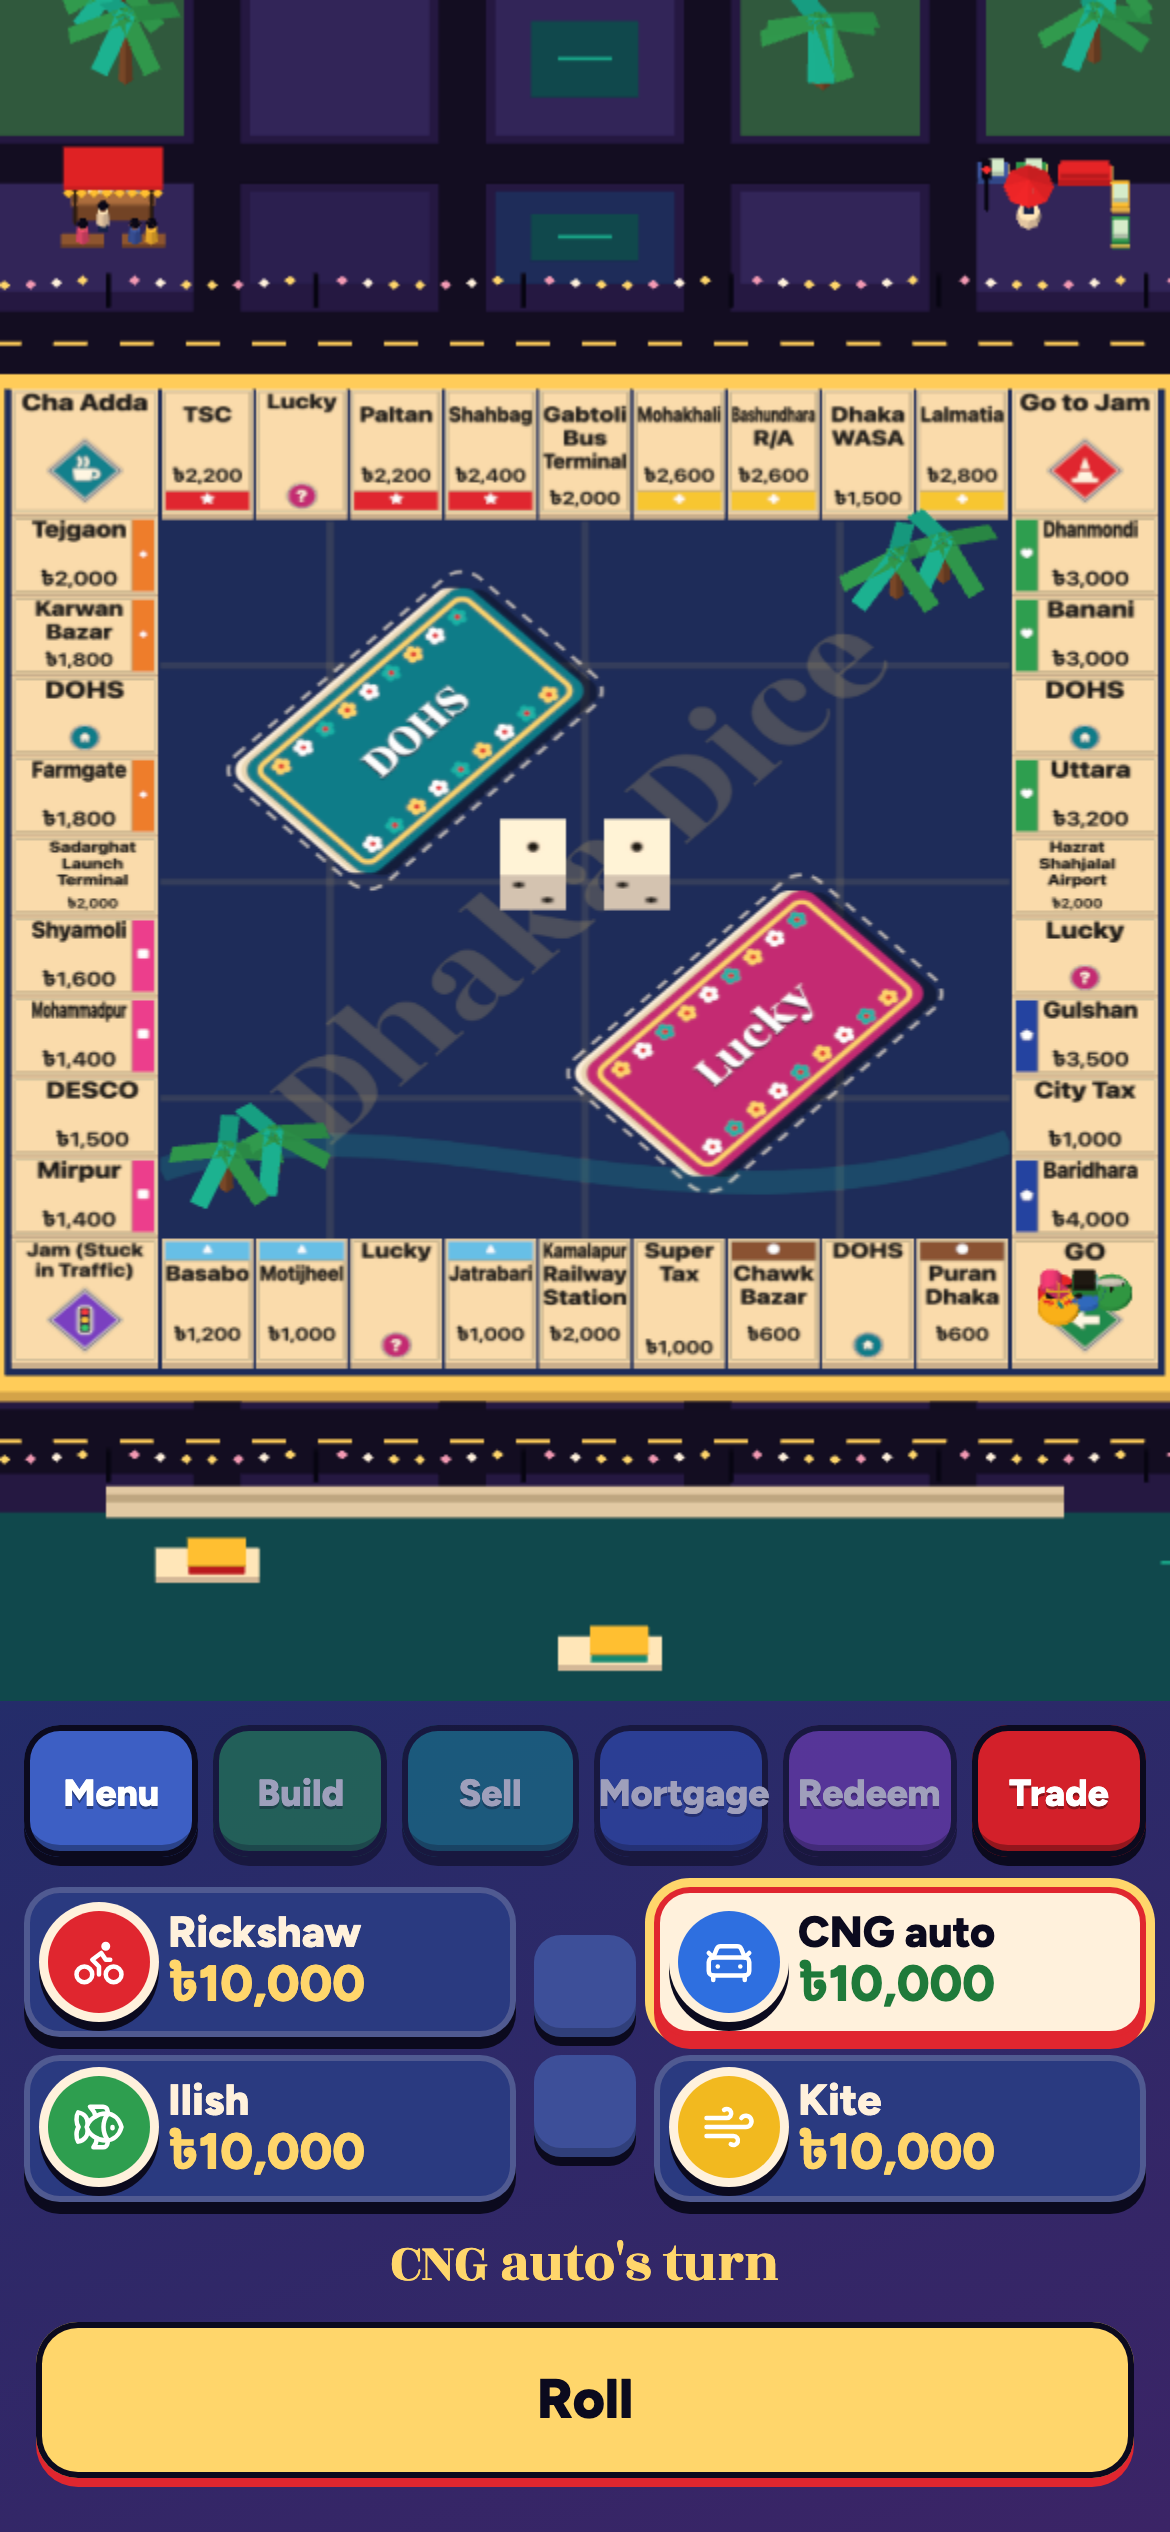 Cha Adda
TSC
৳2,200
Lucky
?
Paltan
৳2,200
Shahbag
৳2,400
Gabtoli
Bus
Terminal
৳2,000
Mohakhali
৳2,600
Bashundhara
R/A
৳2,600
Dhaka
WASA
৳1,500
Lalmatia
৳2,800
Go to Jam
Tejgaon
৳2,000
Karwan
Bazar
৳1,800
DOHS
Farmgate
৳1,800
Sadarghat
Launch
Terminal
৳2,000
Shyamoli
৳1,600
Mohammadpur
৳1,400
DESCO
৳1,500
Mirpur
৳1,400
DOHS
Dhaka Dice
Lucky
Dhanmondi
৳3,000
Banani
৳3,000
DOHS
Uttara
৳3,200
Hazrat
Shahjalal
Airport
৳2,000
Lucky
?
Gulshan
৳3,500
City Tax
৳1,000
Baridhara
৳4,000
Jam (Stuck
in Traffic)
Basabo
৳1,200
Motijheel
৳1,000
Lucky
?
Jatrabari
৳1,000
Kamalapur
Railway
Station
৳2,000
Super
Tax
৳1,000
Chawk
Bazar
৳600
DOHS
Puran
Dhaka
৳600
GO
Menu
Build
Sell
Mortgage
Redeem
Trade
Rickshaw
৳10,000
CNG auto
৳10,000
Ilish
৳10,000
Kite
৳10,000
CNG auto's turn
Roll